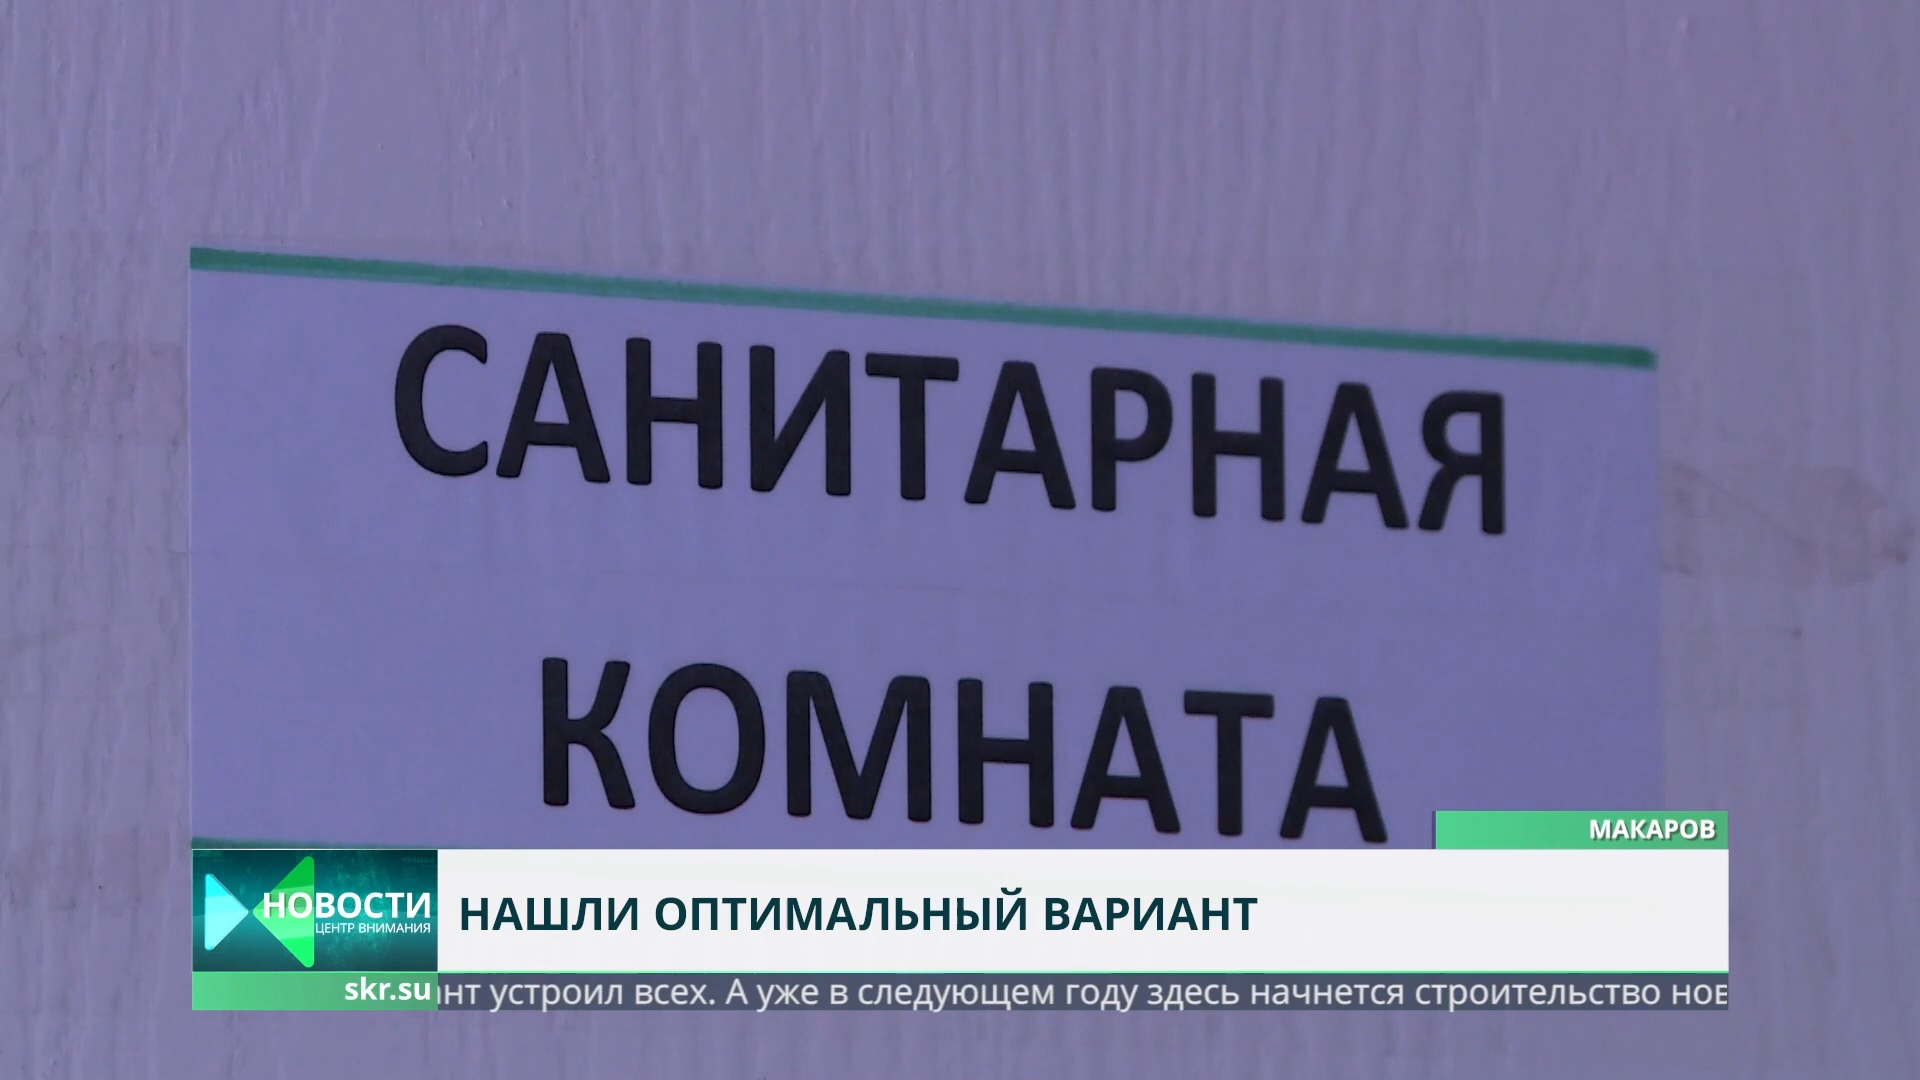 САНИТАРНАЯ
КОМНАТА
МАКАРОВ
НОВОСТИ
ЦЕНТР ВНИМАНИЯ
НАШЛИ ОПТИМАЛЬНЫЙ ВАРИАНТ
skr.su
устроил всех. А уже в следующем году здесь начнется строительство